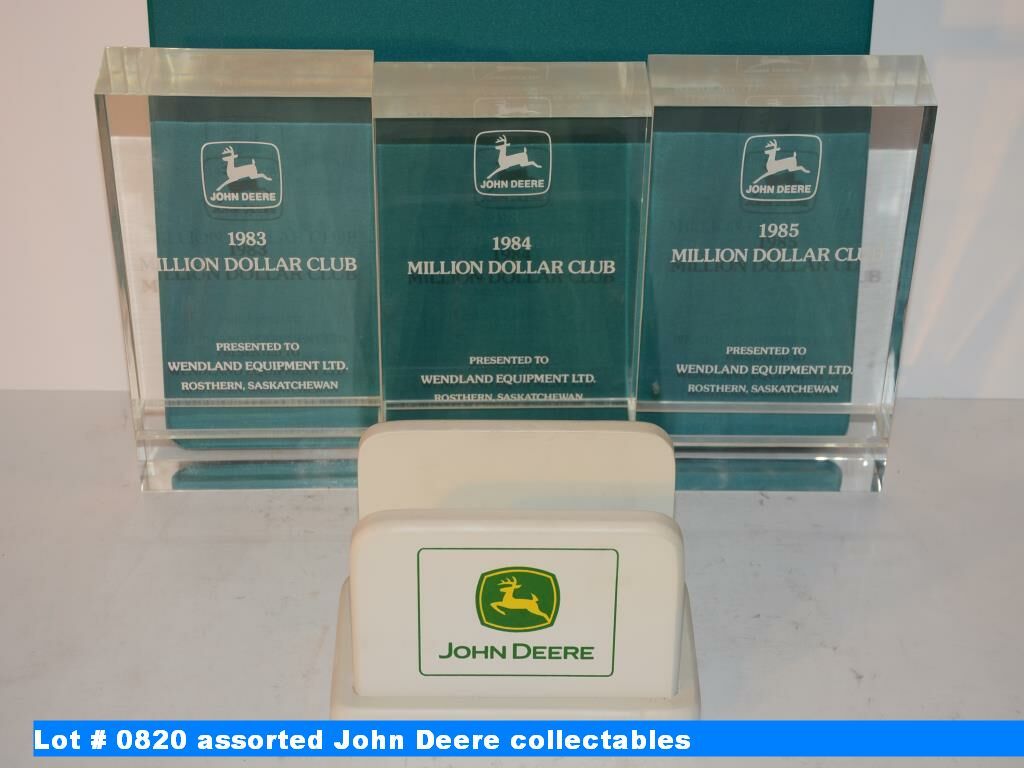 JOHN DEERE
1983
MILLION DOLLAR CLUB
PRESENTED TO
WENDLAND EQUIPMENT LTD.
ROSTHERN, SASKATCHEWAN
JOHN DEERE
1984
MILLION DOLLAR CLUB
PRESENTED TO
WENDLAND EQUIPMENT LTD.
ROSTHERN, SASKATCHEWAN
JOHN DEERE
1985
MILLION DOLLAR CLUB
PRESENTED TO
WENDLAND EQUIPMENT LTD.
ROSTHERN, SASKATCHEWAN
JOHN DEERE
Lot # 0820 assorted John Deere collectables